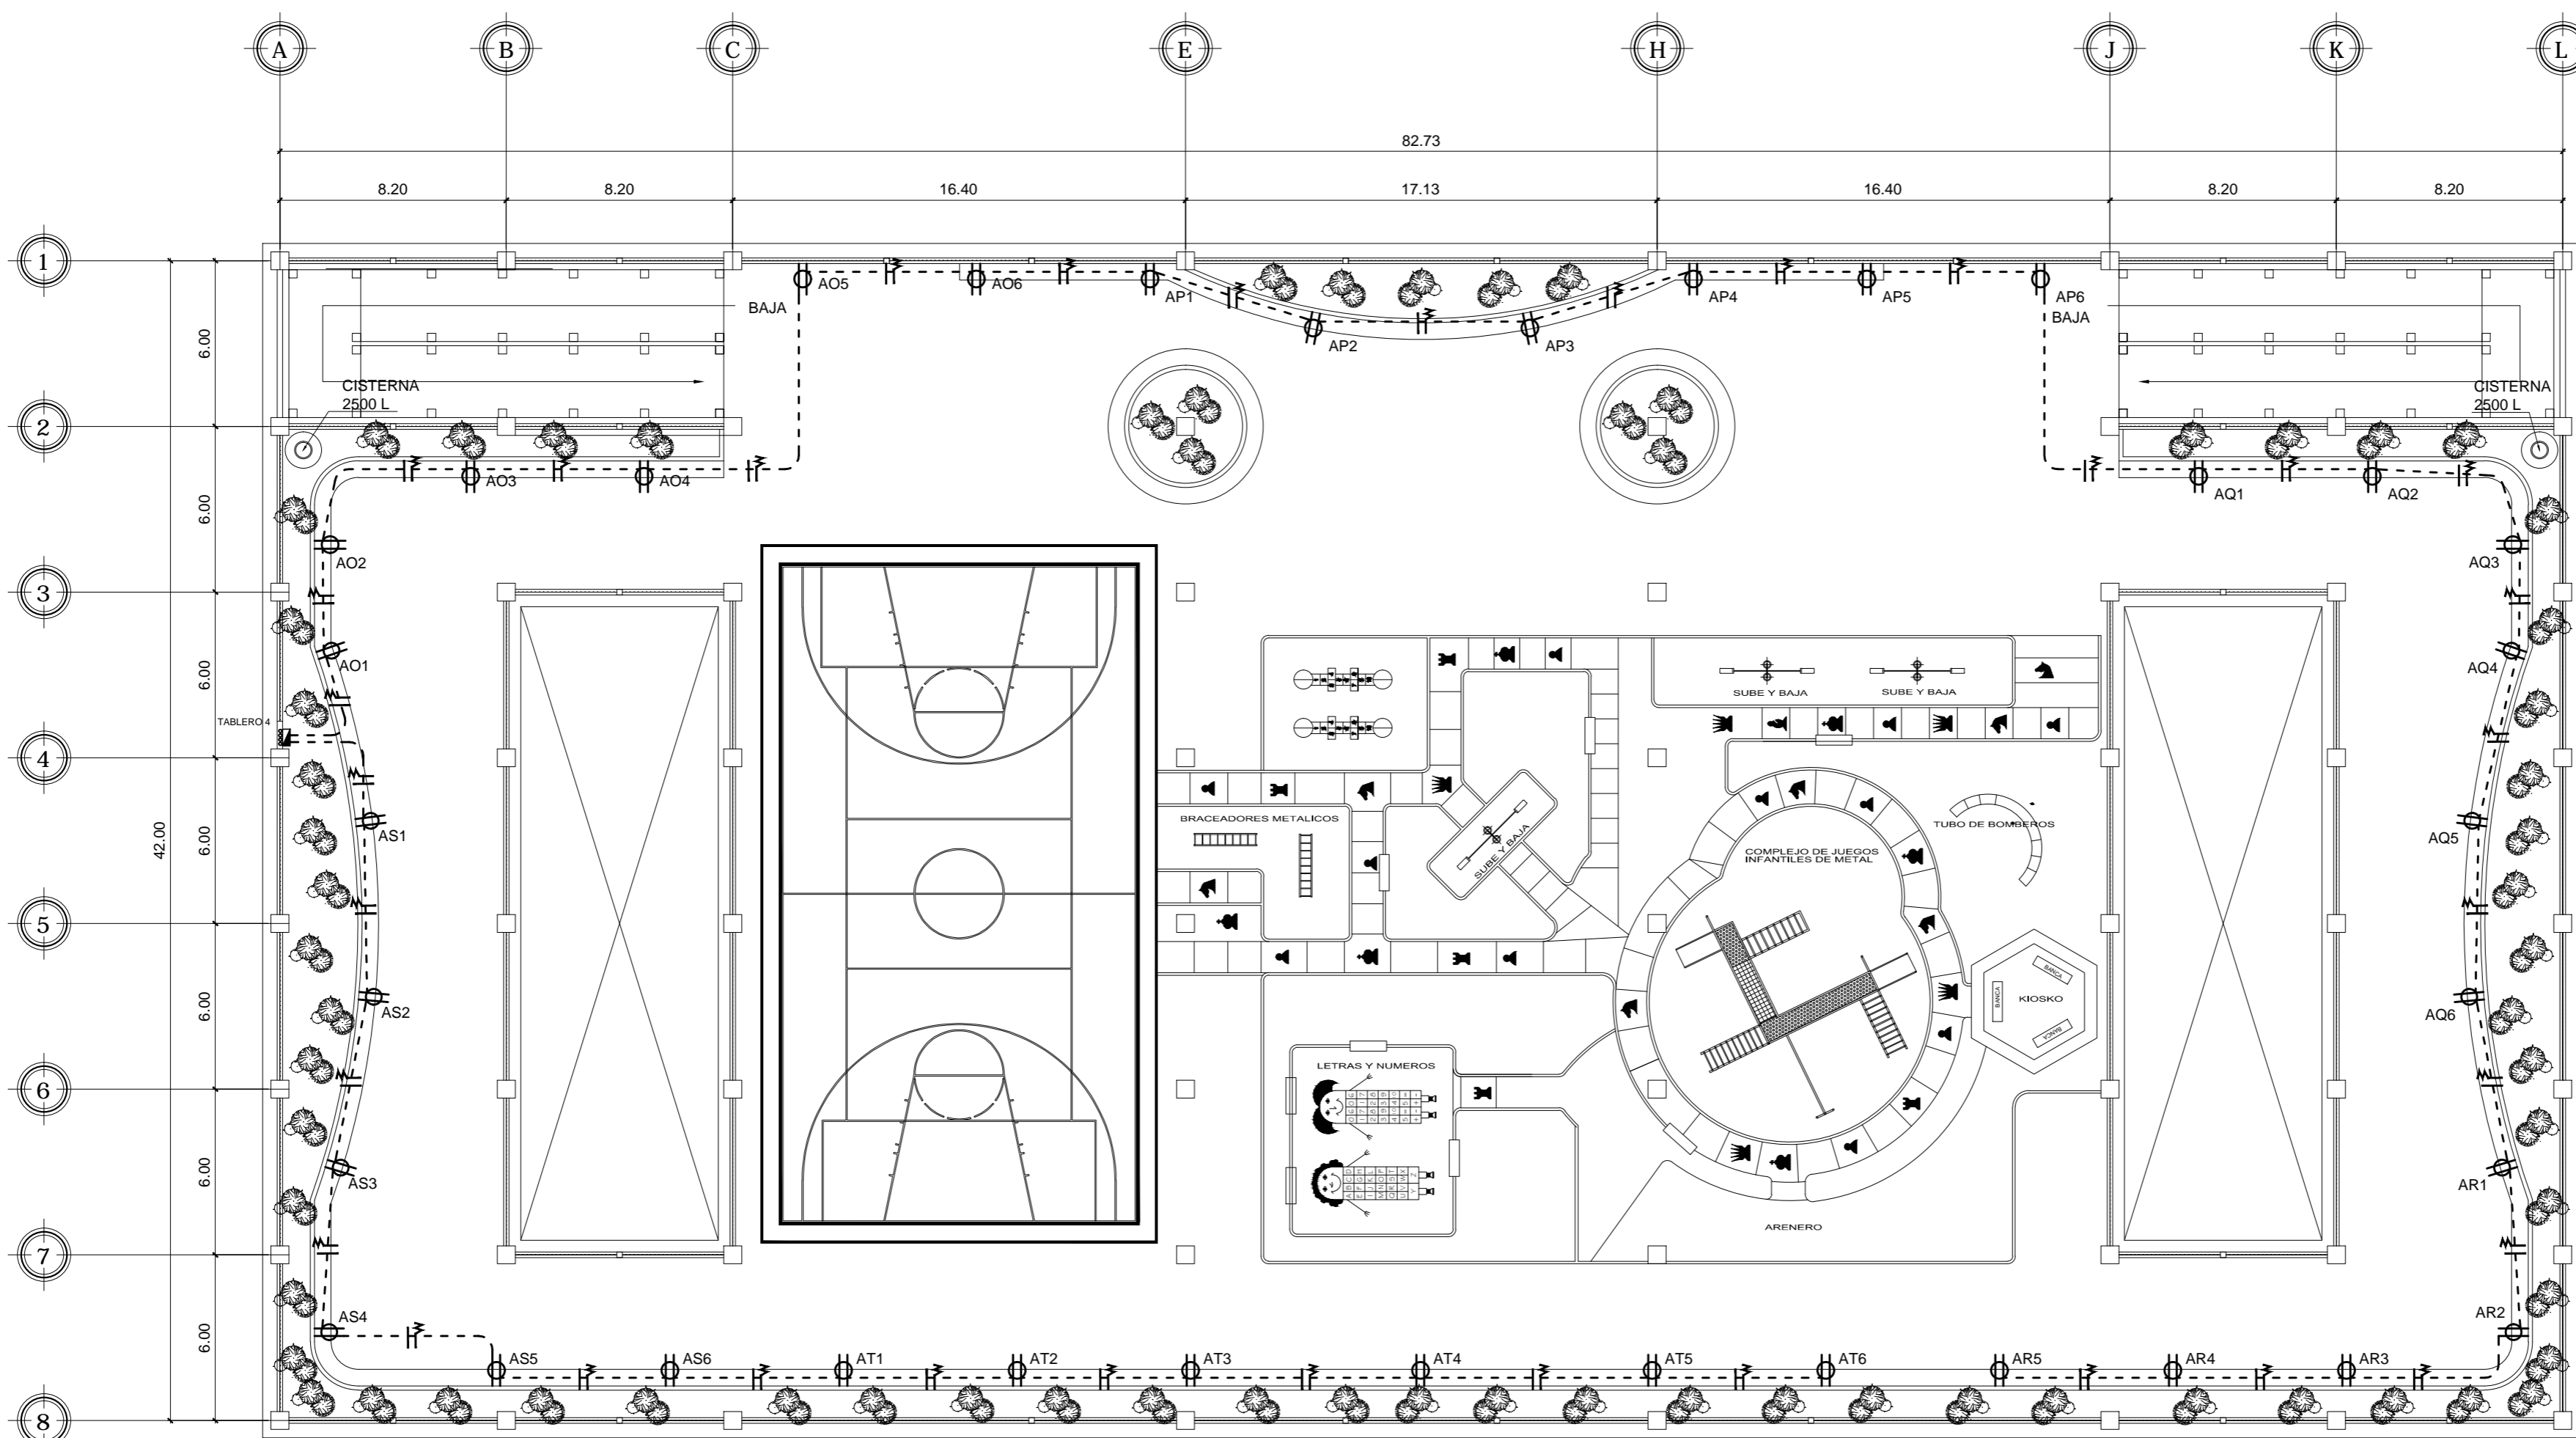 A B C E H J K L
82.73
8.20 8.20 16.40 17.13 16.40 8.20 8.20
1
AO5 AO6 AP1 AP4 AP5 AP6
BAJA BAJA
AP2 AP3
6.00
CISTERNA
2500 L
CISTERNA
2500 L
2
AO3 AO4 AQ1 AQ2
6.00
AO2 AQ3
3
AO1 AQ4
6.00
SUBE Y BAJA SUBE Y BAJA
TABLERO 4
4
BRACEADORES METALICOS
TUBO DE BOMBEROS
AS1 AQ5
42.00
6.00
SUBE Y BAJA
COMPLEJO DE JUEGOS
INFANTILES DE METAL
5
BANCA
BANCA
BANCA
KIOSKO
6.00
AS2 AQ6
LETRAS Y NUMEROS
6
6.00
AS3 AR1
ARENERO
7
AS4 AR2
6.00
AS5 AS6 AT1 AT2 AT3 AT4 AT5 AT6 AR5 AR4 AR3
8